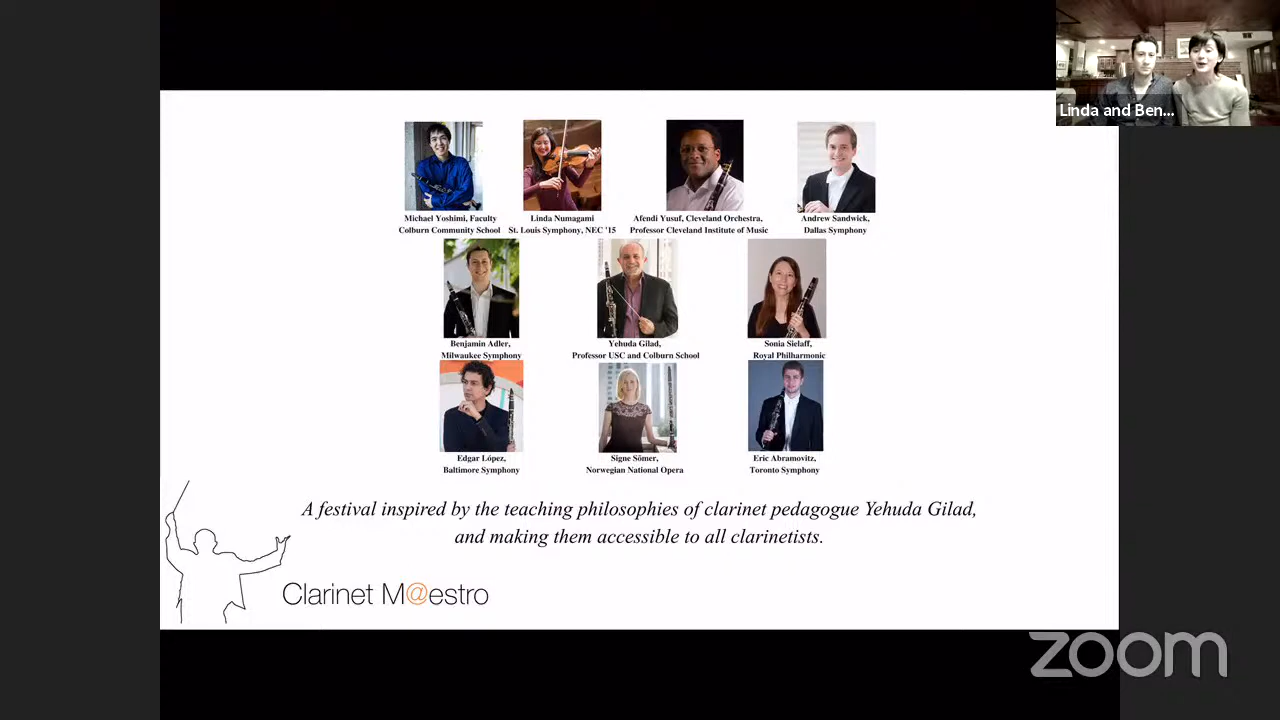 Linda and Ben...
Michael Yoshimi, Faculty
Colburn Community School
Linda Numagami
St. Louis Symphony, NEC '15
Afendi Yusuf, Cleveland Orchestra,
Professor Cleveland Institute of Music
Andrew Sandwick,
Dallas Symphony
Benjamin Adler,
Milwaukee Symphony
Yehuda Gilad,
Professor USC and Colburn School
Sonia Sielaff,
Royal Philharmonic
Edgar López,
Baltimore Symphony
Signe Sõmer,
Norwegian National Opera
Eric Abramovitz,
Toronto Symphony
A festival inspired by the teaching philosophies of clarinet pedagogue Yehuda Gilad,
and making them accessible to all clarinetists.
Clarinet M@estro
zoom